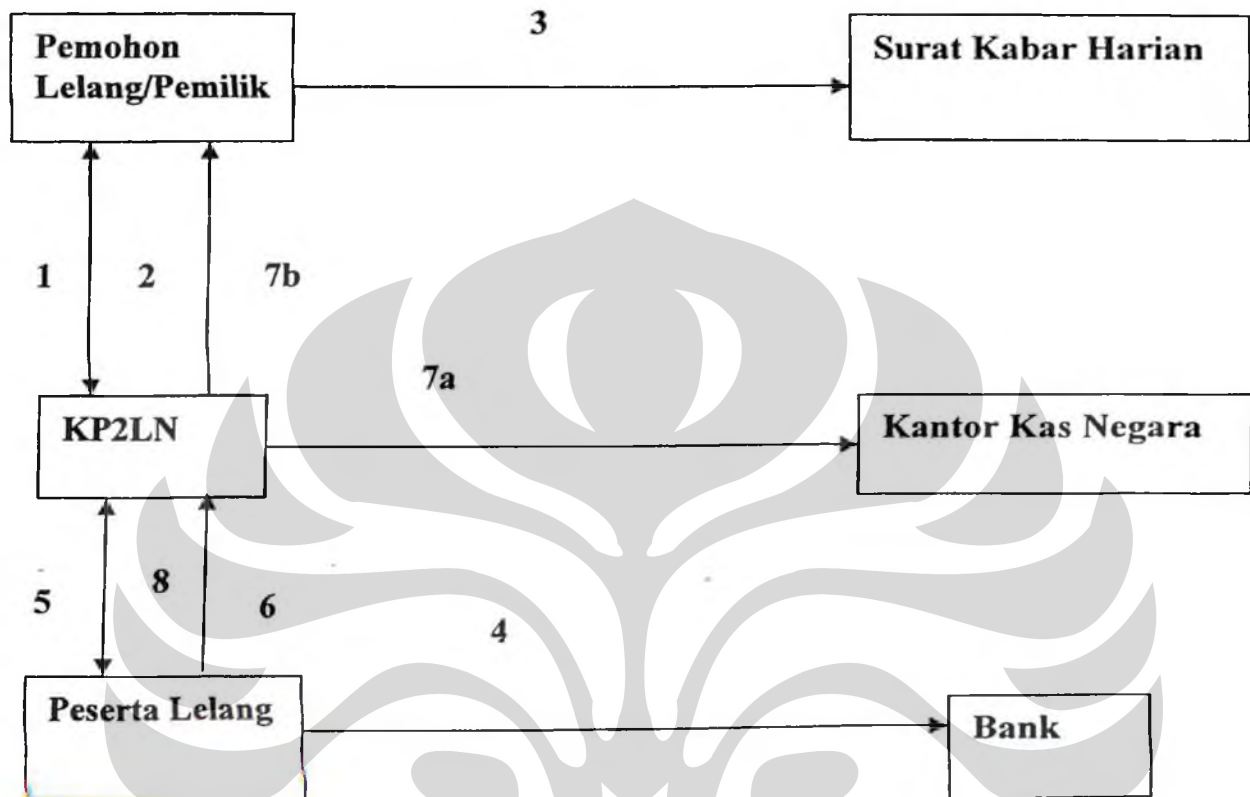 3
Pemohon
Lelang/Pemilik
Surat Kabar Harian
1
2
7b
7a
KP2LN
Kantor Kas Negara
5
8
6
4
Peserta Lelang
Bank